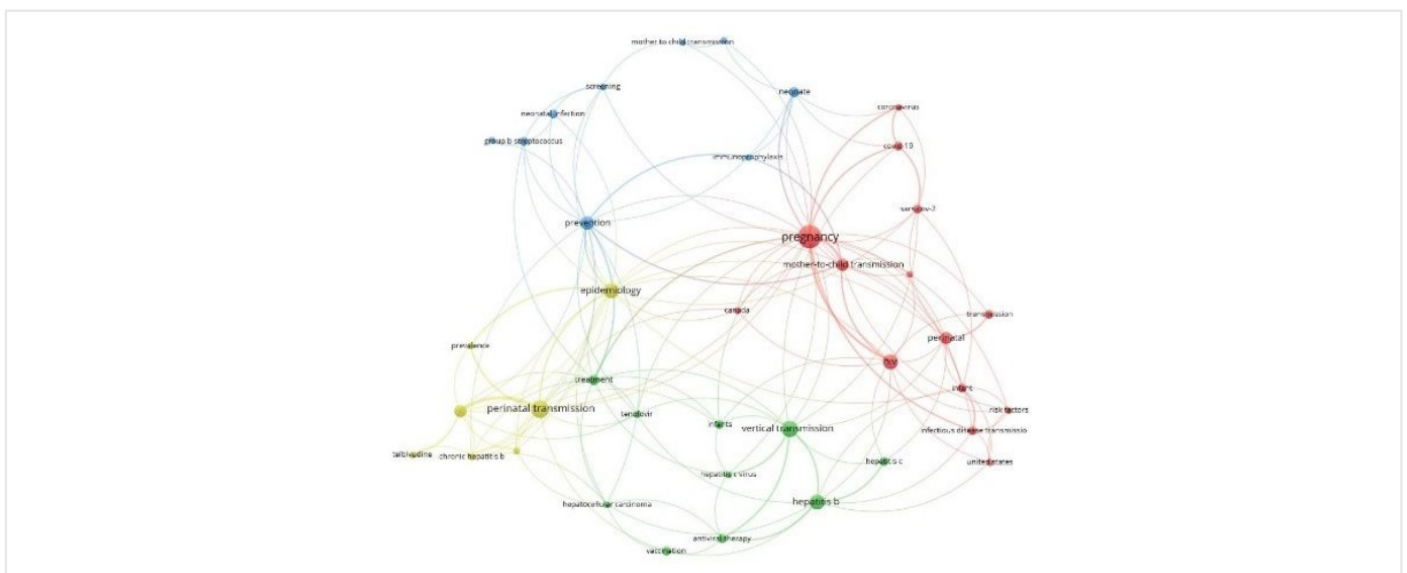 mother to child transmission
screening
neonate
neonatal infection
coronavirus
group b streptococcus
covid-19
immunoprophylaxis
sars-cov-2
prevention
pregnancy
mother-to-child transmission
epidemiology
canada
transmission
perinatal
prevalence
hiv
treatment
infant
perinatal transmission
tenofovir
risk factors
infants
vertical transmission
infectious disease transmissio
telbivudine
chronic hepatitis b
hepatitis c
united states
hepatitis c virus
hepatitis b
hepatocellular carcinoma
antiviral therapy
vaccination